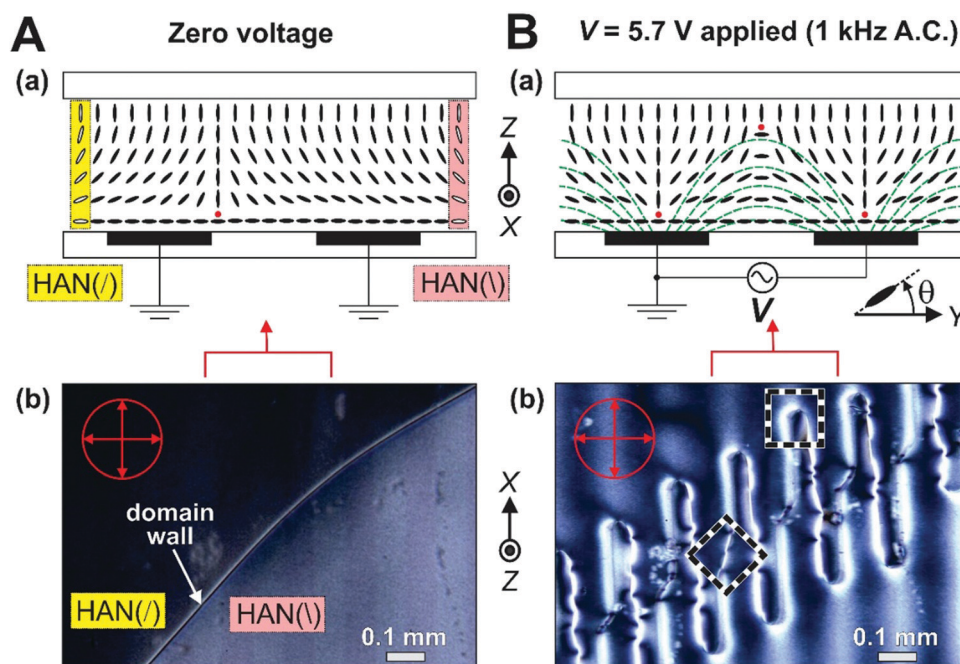 A
Zero voltage
(a)
HAN(/)
HAN(\)
Z
X
B
V = 5.7 V applied (1 kHz A.C.)
(a)
V
θ
Y
(b)
domain
wall
HAN(/)
HAN(\)
0.1 mm
X
Z
(b)
0.1 mm